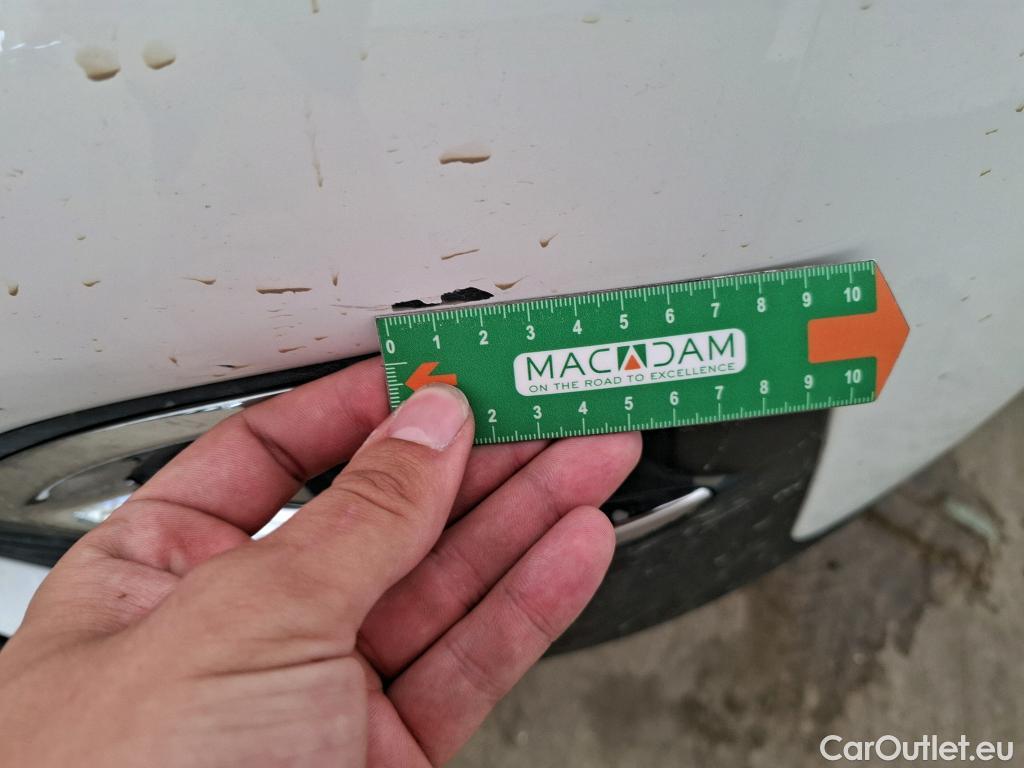 0 1 2 3 4 5 6 7 8 9 10
MACADAM
ON THE ROAD TO EXCELLENCE
2 3 4 5 6 7 8 9 10
CarOutlet.eu